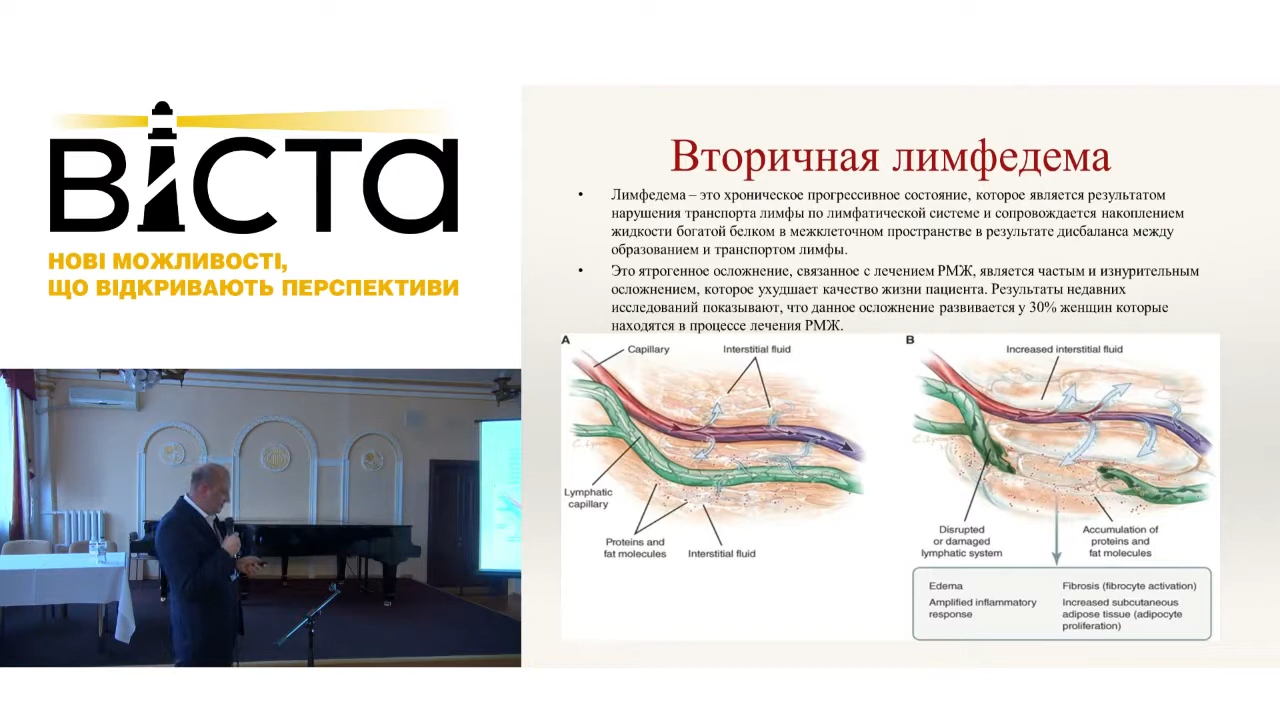 вíста
НОВІ МОЖЛИВОСТІ,
ЩО ВІДКРИВАЮТЬ ПЕРСПЕКТИВИ
Вторичная лимфедема
• Лимфедема – это хроническое прогрессивное состояние, которое является результатом
нарушения транспорта лимфы по лимфатической системе и сопровождается накоплением
жидкости богатой белком в межклеточном пространстве в результате дисбаланса между
образованием и транспортом лимфы.
• Это ятрогенное осложнение, связанное с лечением РМЖ, является частым и изнурительным
осложнением, которое ухудшает качество жизни пациента. Результаты недавних
исследований показывают, что данное осложнение развивается у 30% женщин которые
находятся в процессе лечения РМЖ.
A
Capillary
Interstitial fluid
Lymphatic
capillary
Proteins and
fat molecules
Interstitial fluid
B
Increased interstitial fluid
Disrupted
or damaged
lymphatic system
Accumulation of
proteins and
fat molecules
Edema
Amplified inflammatory
response
Fibrosis (fibrocyte activation)
Increased subcutaneous
adipose tissue (adipocyte
proliferation)